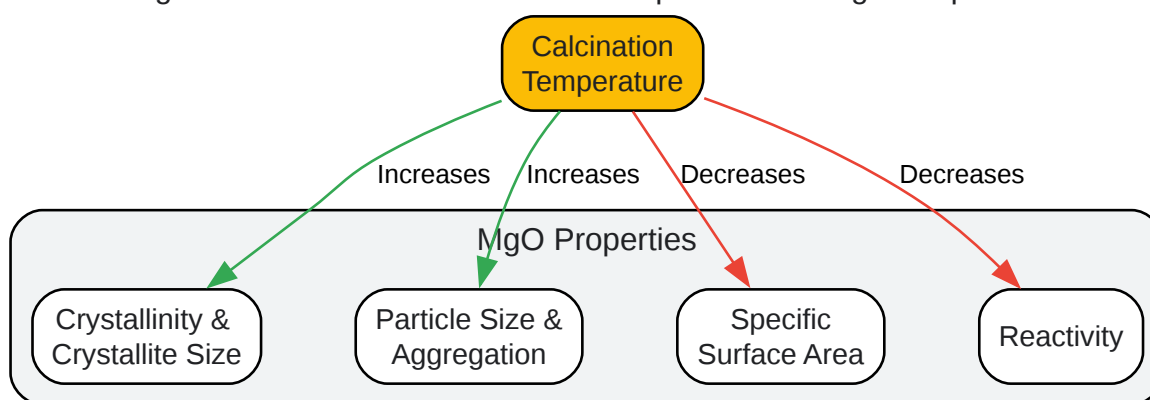 Calcination
Temperature
Increases
Increases
Decreases
Decreases
MgO Properties
Crystallinity &
Crystallite Size
Particle Size &
Aggregation
Specific
Surface Area
Reactivity